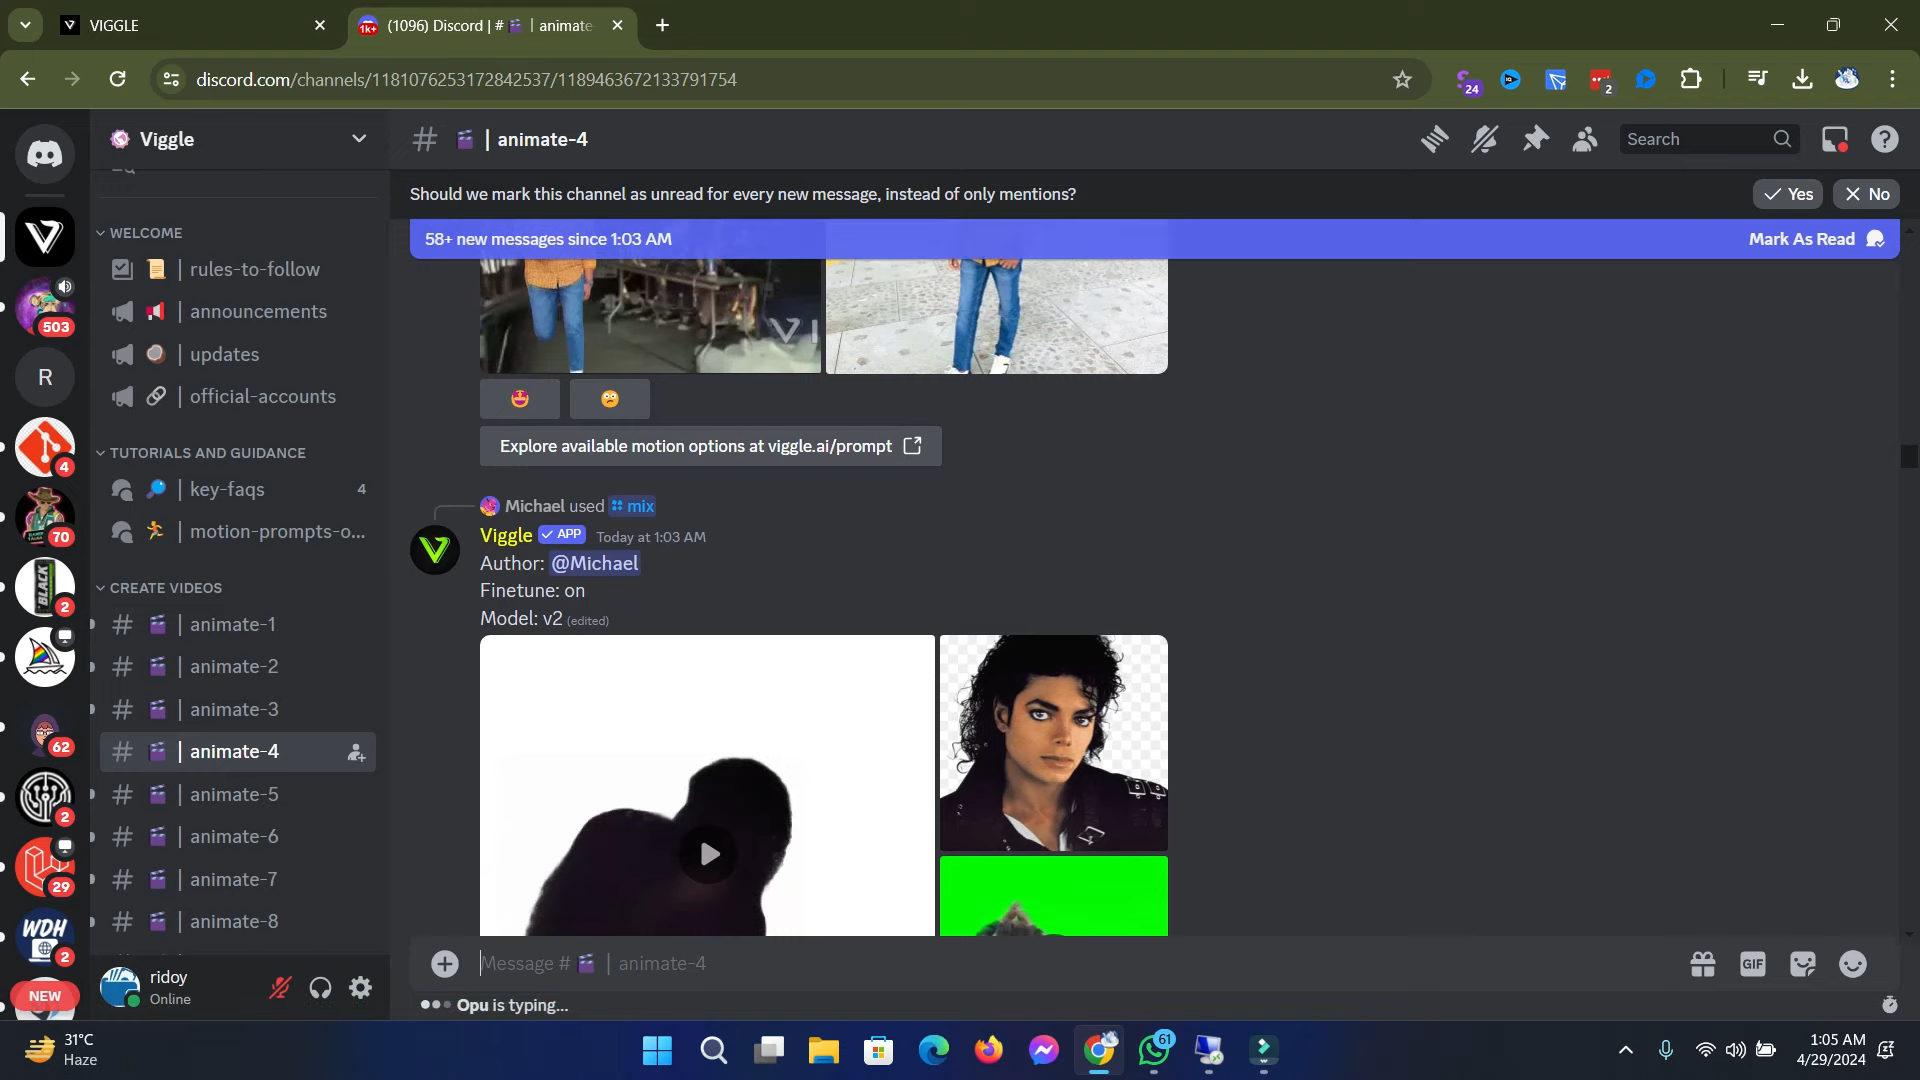 VIGGLE
(1096) Discord | # | animate-
1k+
discord.com/channels/1181076253172842537/1189463672133791754
24
2
Viggle
| animate-4
Search
Should we mark this channel as unread for every new message, instead of only mentions?
Yes
No
58+ new messages since 1:03 AM
Mark As Read
WELCOME
| rules-to-follow
| announcements
| updates
| official-accounts
TUTORIALS AND GUIDANCE
| key-faqs 4
| motion-prompts-o...
CREATE VIDEOS
| animate-1
| animate-2
| animate-3
| animate-4
| animate-5
| animate-6
| animate-7
| animate-8
503
R
4
70
BLACK
2
62
2
29
WDH
2
NEW
ridoy
Online
Explore available motion options at viggle.ai/prompt
Michael used mix
Viggle APP Today at 1:03 AM
Author: @Michael
Finetune: on
Model: v2 (edited)
Message # | animate-4
GIF
Opu is typing...
31°C
Haze
61
1:05 AM
4/29/2024